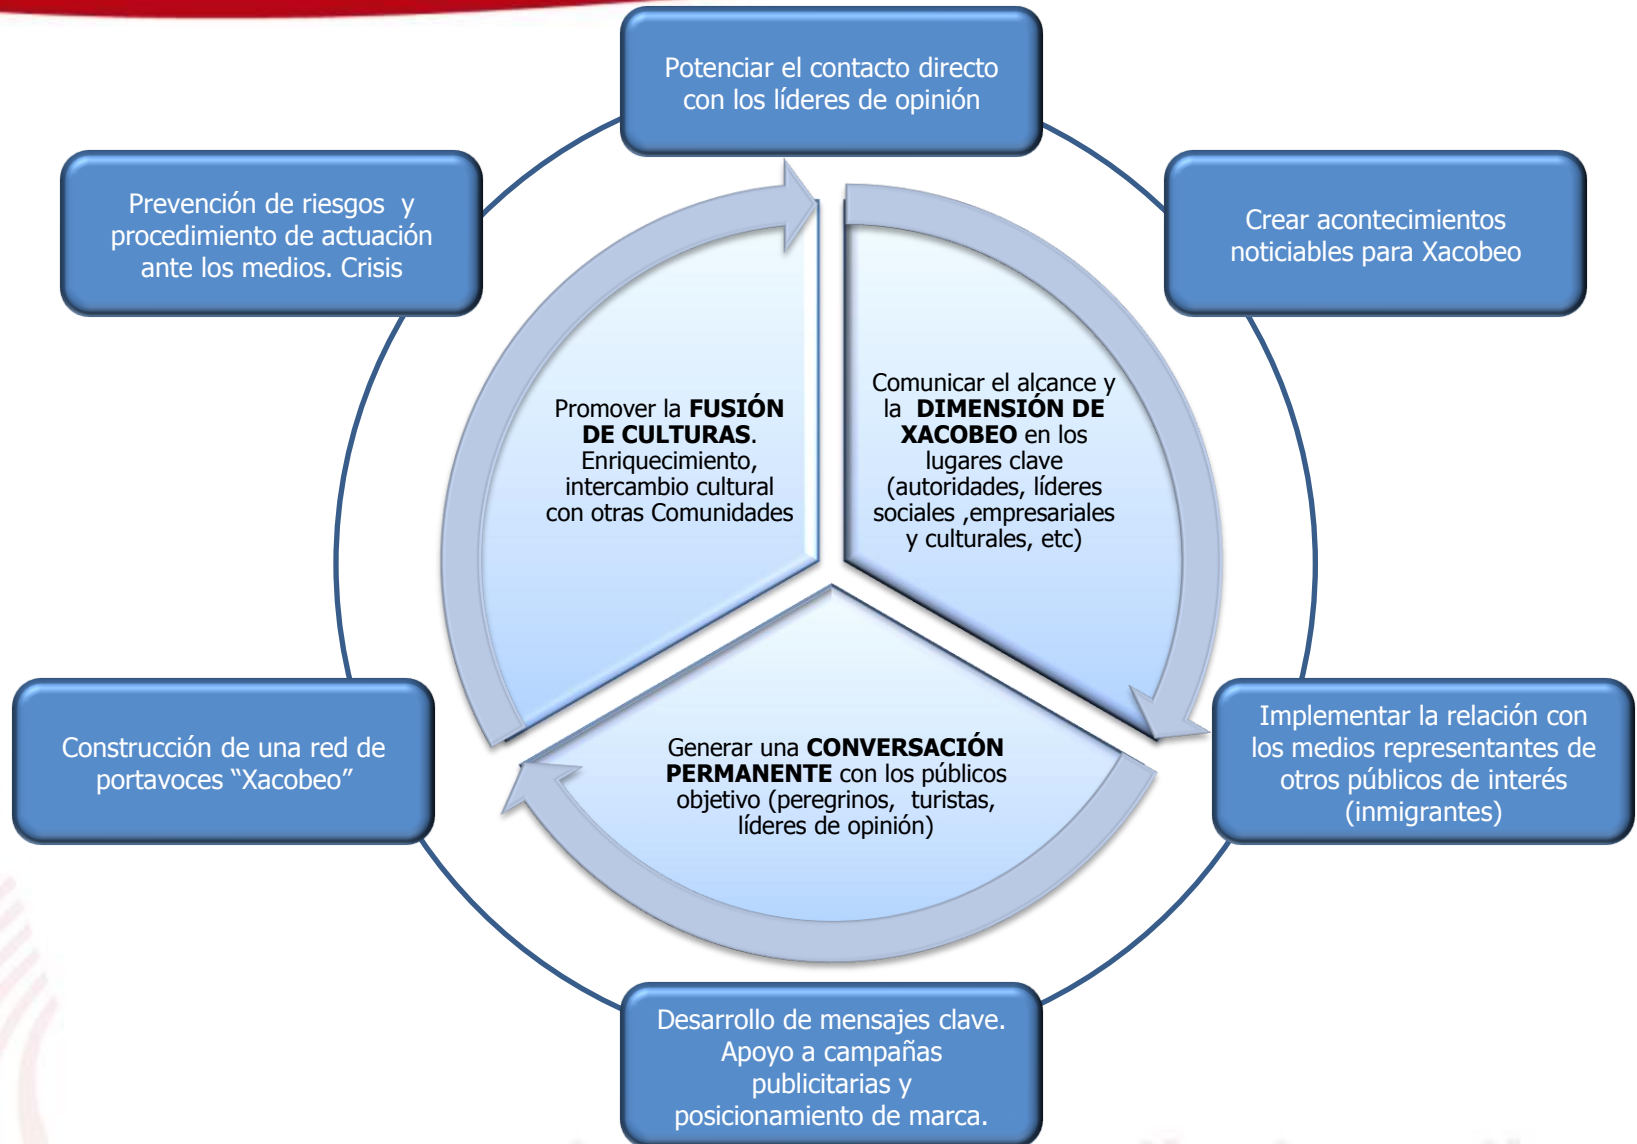 Potenciar el contacto directo
con los líderes de opinión
Prevención de riesgos  y
procedimiento de actuación
ante los medios. Crisis
Crear acontecimientos
noticiables para Xacobeo
Promover la FUSIÓN
DE CULTURAS.
Enriquecimiento,
intercambio cultural
con otras Comunidades
Comunicar el alcance y
la  DIMENSIÓN DE
XACOBEO en los
lugares clave
(autoridades, líderes
sociales ,empresariales
y culturales, etc)
Generar una CONVERSACIÓN
PERMANENTE con los públicos
objetivo (peregrinos,  turistas,
líderes de opinión)
Construcción de una red de
portavoces “Xacobeo”
Implementar la relación con
los medios representantes de
otros públicos de interés
(inmigrantes)
Desarrollo de mensajes clave.
Apoyo a campañas
publicitarias y
posicionamiento de marca.